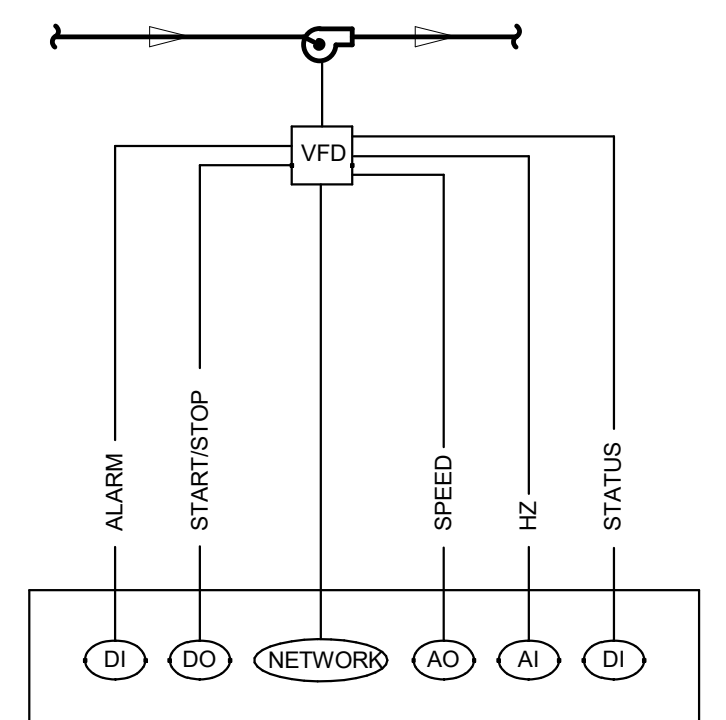 VFD
ALARM
START/STOP
SPEED
HZ
STATUS
DI
DO
NETWORK
AO
AI
DI